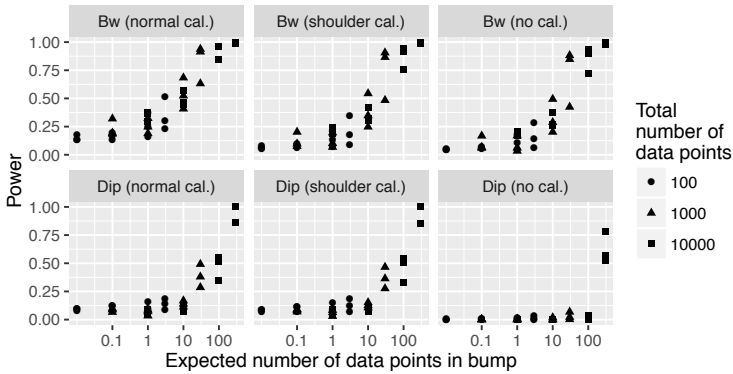 Bw (normal cal.) Bw (shoulder cal.) Bw (no cal.)
1.00
0.75
0.50
0.25
0.00
Dip (normal cal.) Dip (shoulder cal.) Dip (no cal.)
1.00
0.75
0.50
0.25
0.00
0.1 1 10 100 0.1 1 10 100 0.1 1 10 100
Power
Expected number of data points in bump
Total
number of
data points
100
1000
10000